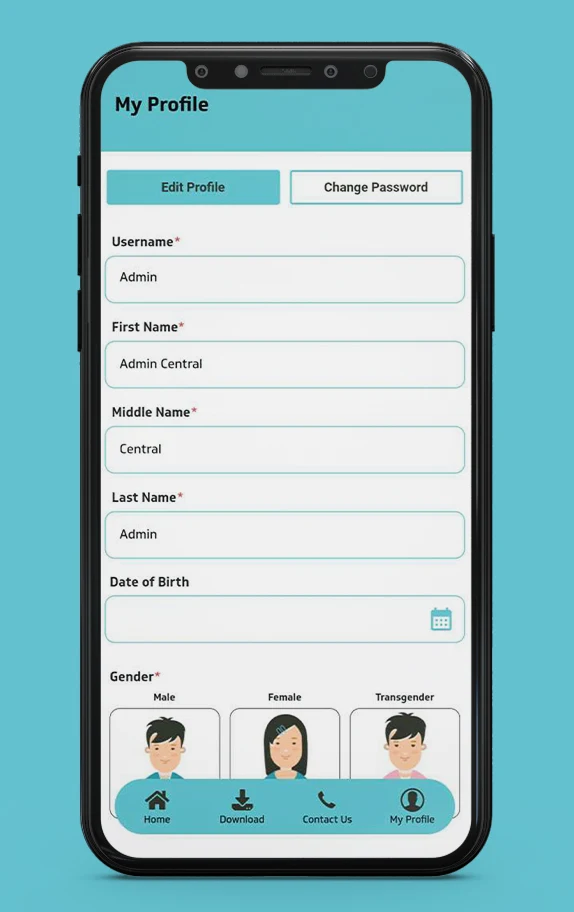 My Profile
Edit Profile
Change Password
Username*
Admin
First Name*
Admin Central
Middle Name*
Central
Last Name*
Admin
Date of Birth
Gender*
Male
Female
Transgender
Home
Download
Contact Us
My Profile